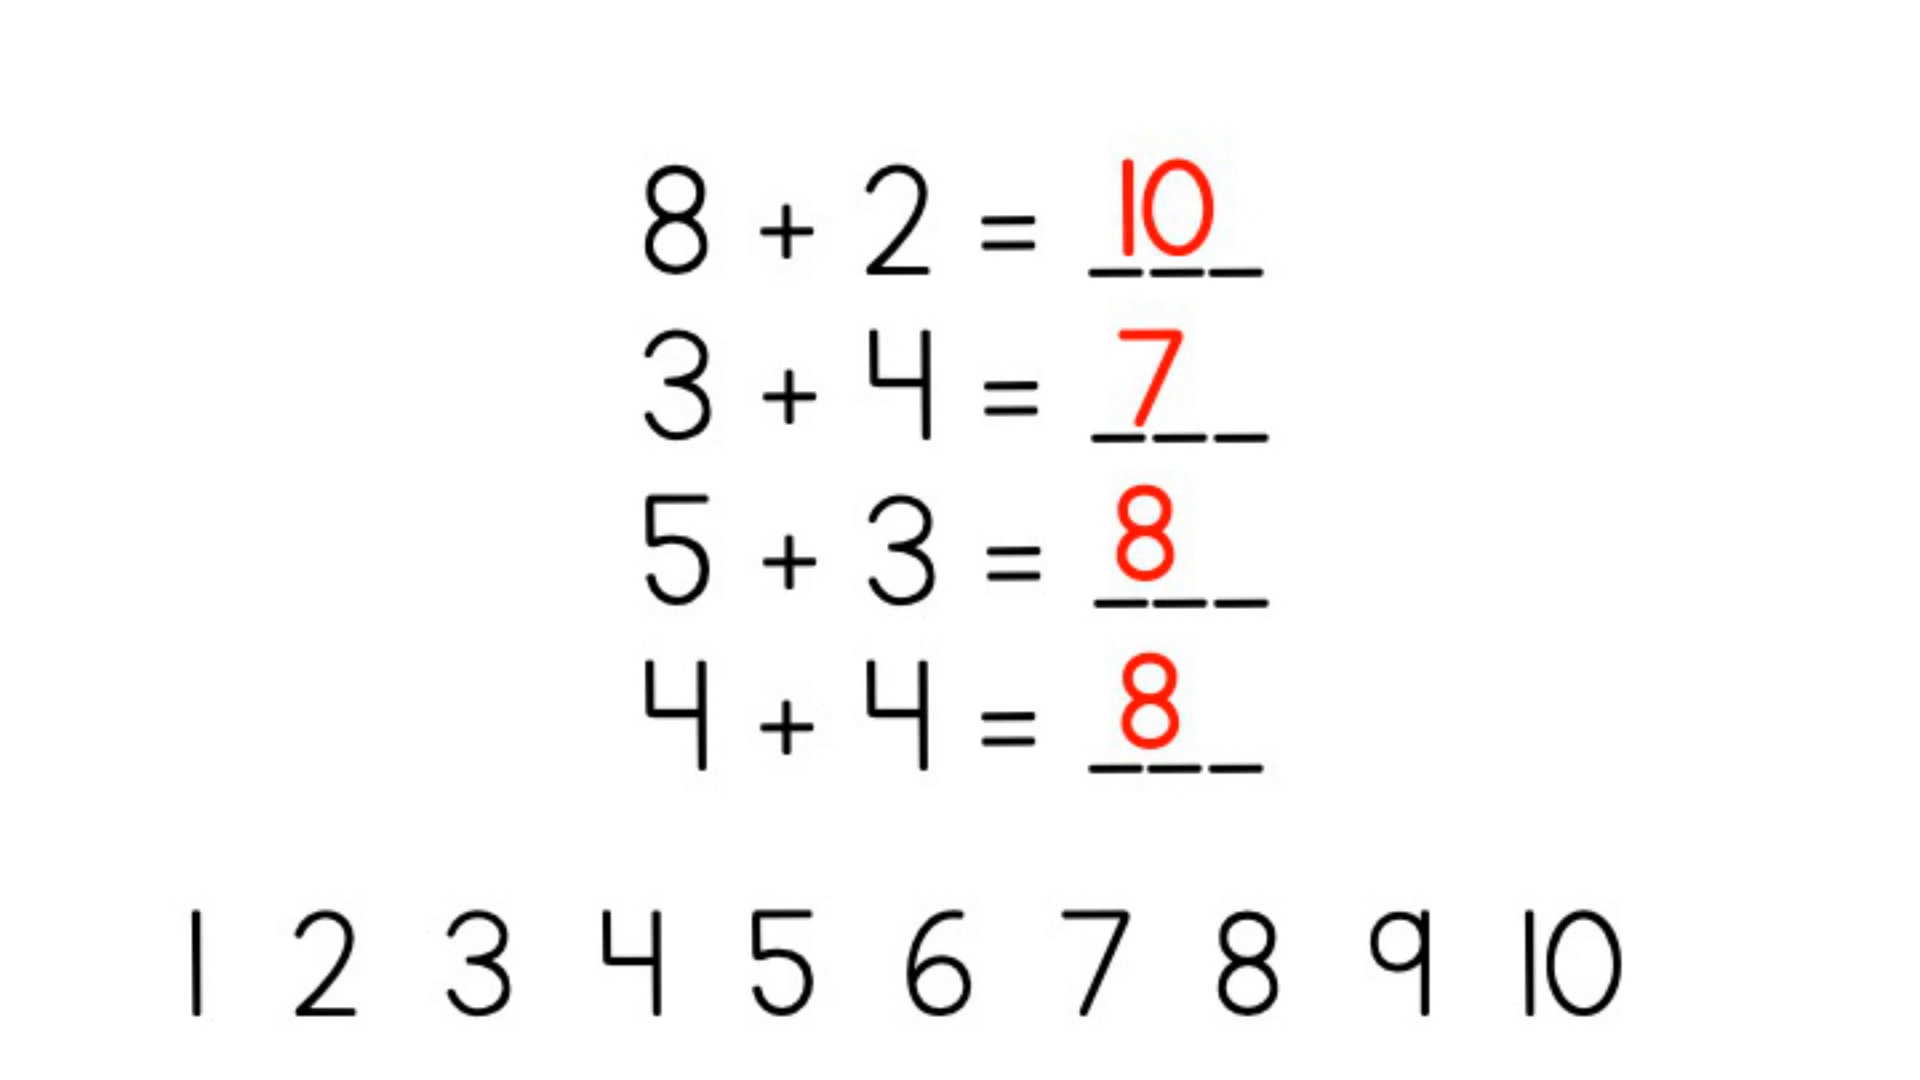 8 + 2 = 10
3 + 4 = 7
5 + 3 = 8
4 + 4 = 8
1 2 3 4 5 6 7 8 9 10